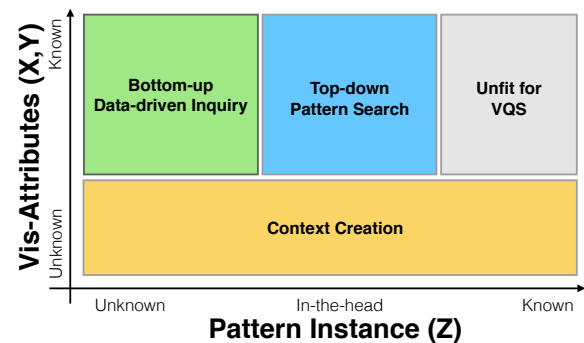 Vis-Attributes (X,Y)
Known
Unknown
Bottom-up
Data-driven Inquiry
Top-down
Pattern Search
Unfit for
VQS
Context Creation
Unknown
In-the-head
Known
Pattern Instance (Z)